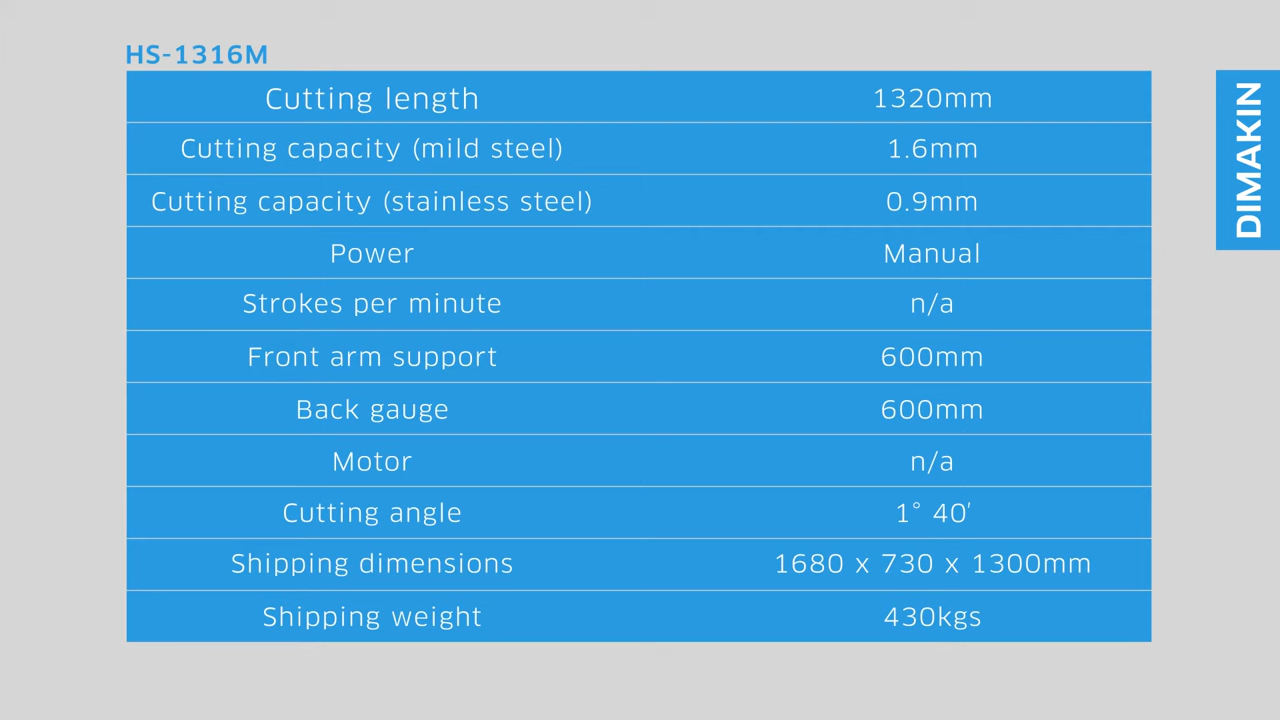 HS-1316M
Cutting length 1320mm
Cutting capacity (mild steel) 1.6mm
Cutting capacity (stainless steel) 0.9mm
Power Manual
Strokes per minute n/a
Front arm support 600mm
Back gauge 600mm
Motor n/a
Cutting angle 1° 40'
Shipping dimensions 1680 x 730 x 1300mm
Shipping weight 430kgs
DIMAKIN